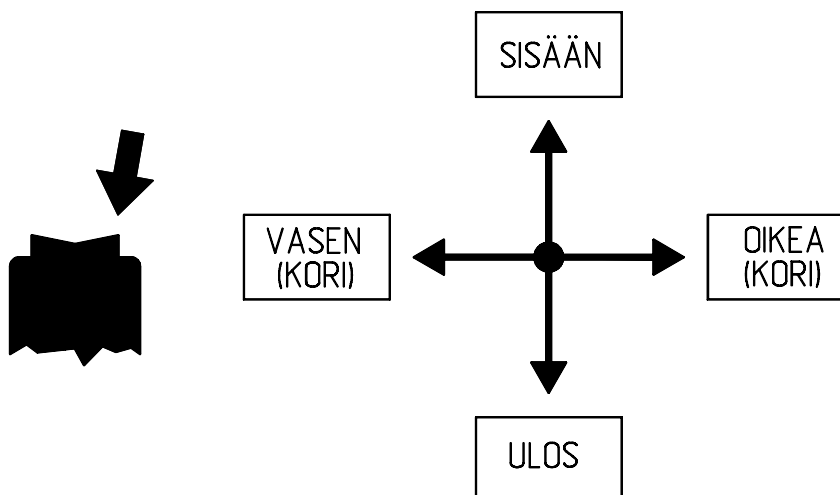 SISÄÄN
VASEN
(KORI)
OIKEA
(KORI)
ULOS